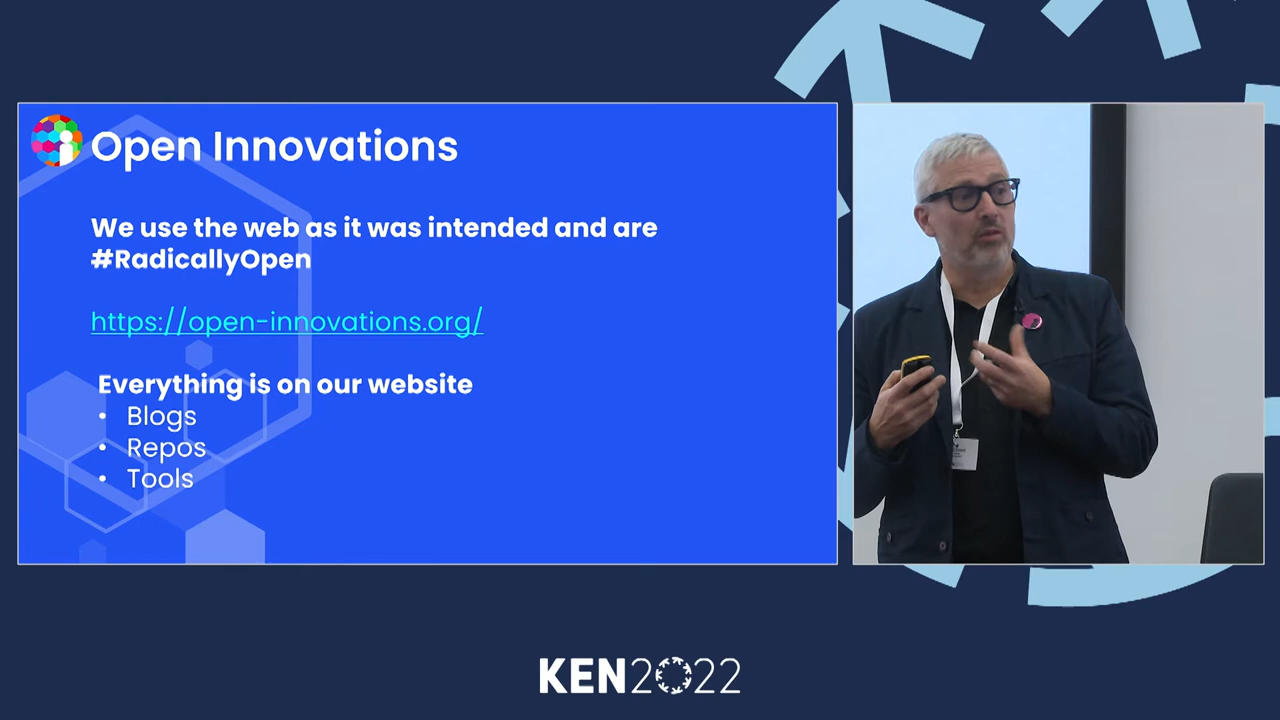 Open Innovations
We use the web as it was intended and are
#RadicallyOpen
https://open-innovations.org/
Everything is on our website
• Blogs
• Repos
• Tools
KEN2022